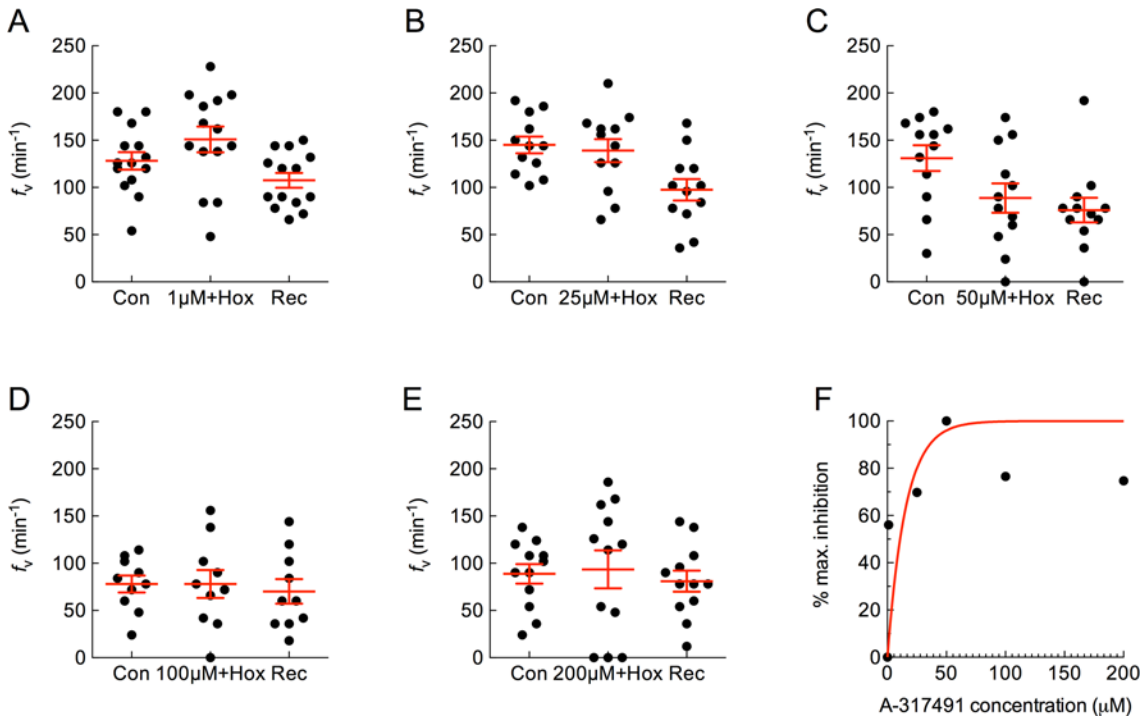 A
250
200
150
100
50
0
fᵥ (min⁻¹)
Con 1µM+Hox Rec
B
250
200
150
100
50
0
fᵥ (min⁻¹)
Con 25µM+Hox Rec
C
250
200
150
100
50
0
fᵥ (min⁻¹)
Con 50µM+Hox Rec
D
250
200
150
100
50
0
fᵥ (min⁻¹)
Con 100µM+Hox Rec
E
250
200
150
100
50
0
fᵥ (min⁻¹)
Con 200µM+Hox Rec
F
100
80
60
40
20
0
% max. inhibition
0 50 100 150 200
A-317491 concentration (µM)